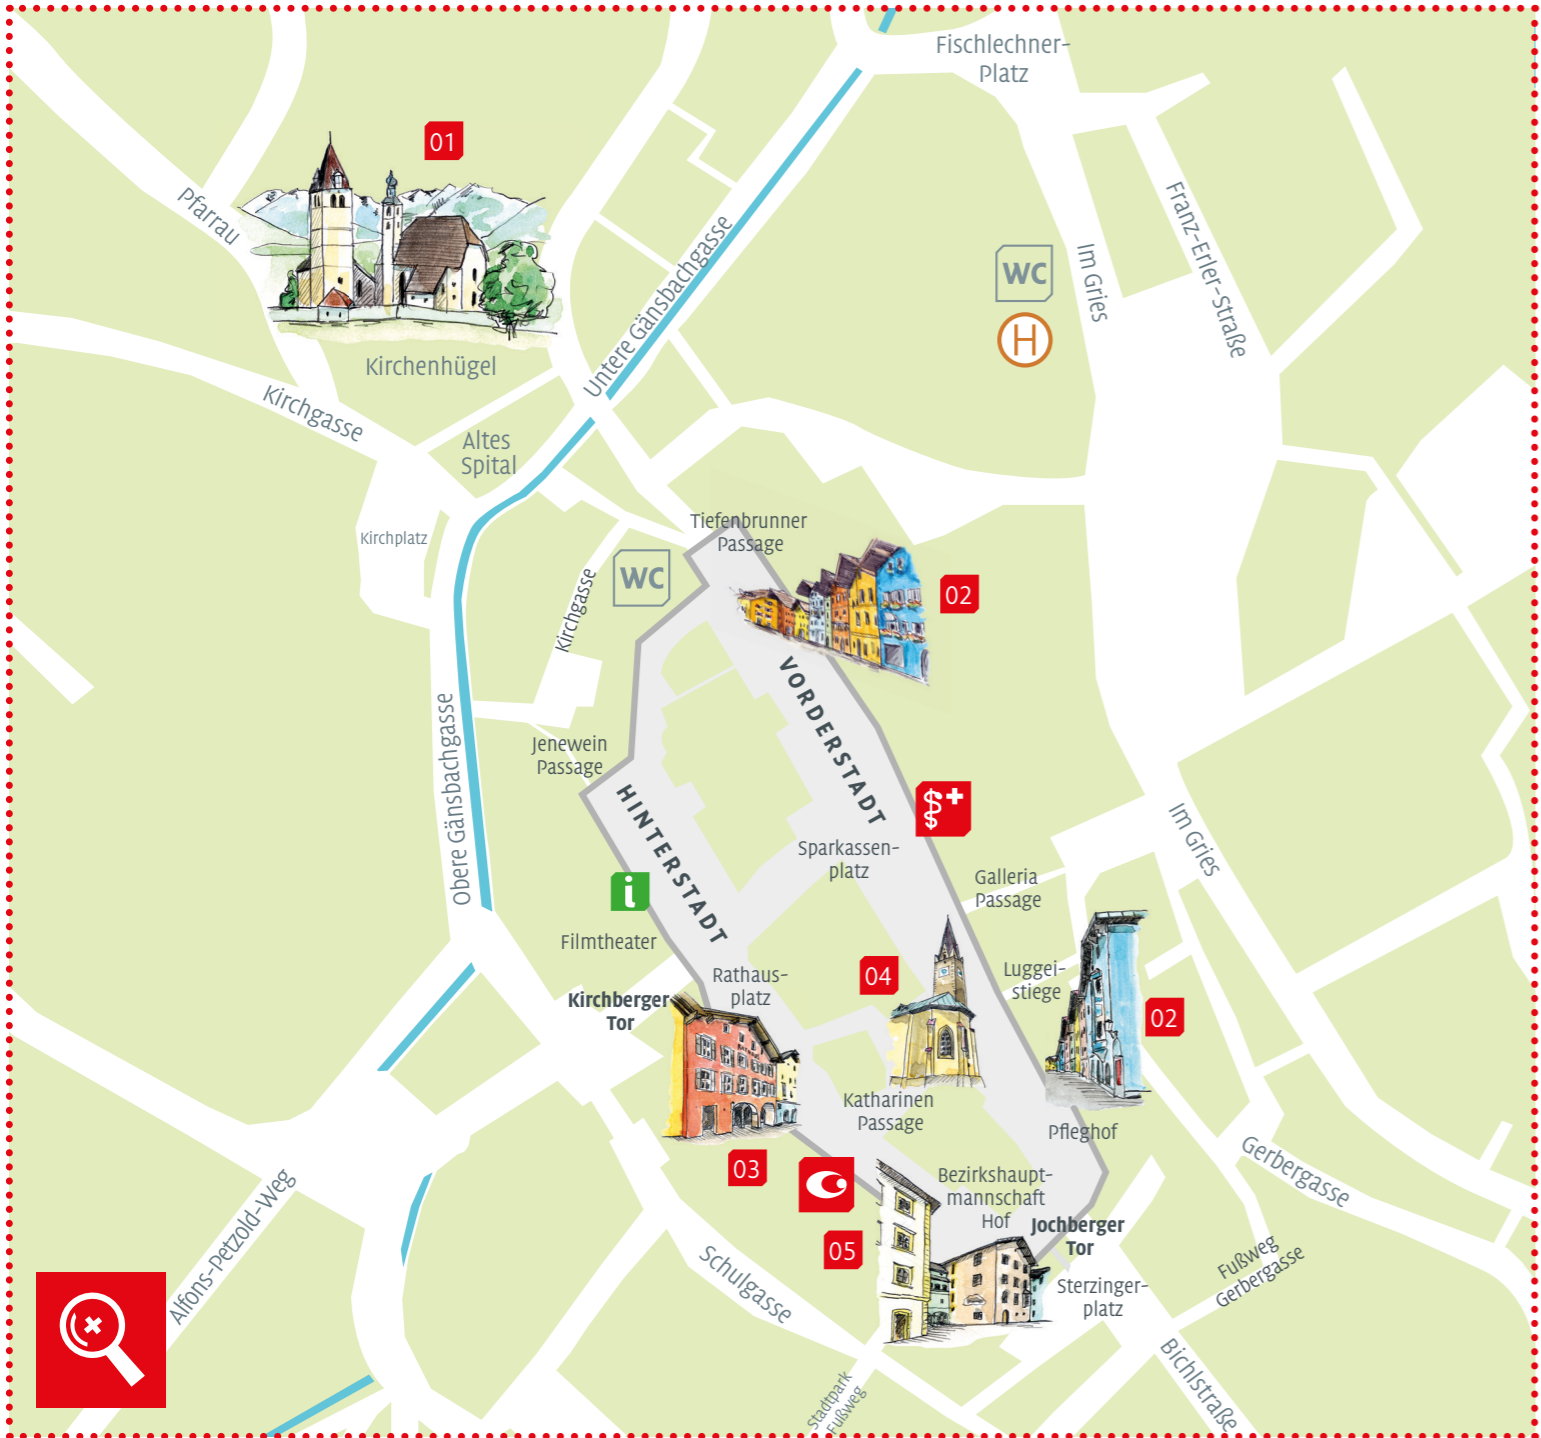 Fischlechner-
Platz
01
Pfarrau
Untere Gänsbachgasse
Im Gries
Franz-Erler-Straße
WC
H
Kirchenhügel
Kirchgasse
Altes
Spital
Kirchplatz
Tiefenbrunner
Passage
WC
Kirchgasse
02
VORDERSTADT
Obere Gänsbachgasse
Jenewein
Passage
HINTERSTADT
Sparkassen-
platz
Im Gries
Galleria
Passage
i
Filmtheater
Rathaus-
platz
04
Luggei-
stiege
Kirchberger
Tor
02
Katharinen
Passage
Pfleghof
03
Gerbergasse
Bezirkshaupt-
mannschaft
Hof
Jochberger
Tor
05
Alfons-Petzold-Weg
Schulgasse
Sterzinger-
platz
Fußweg
Gerbergasse
Bichlstraße
Stadtpark
Fußweg